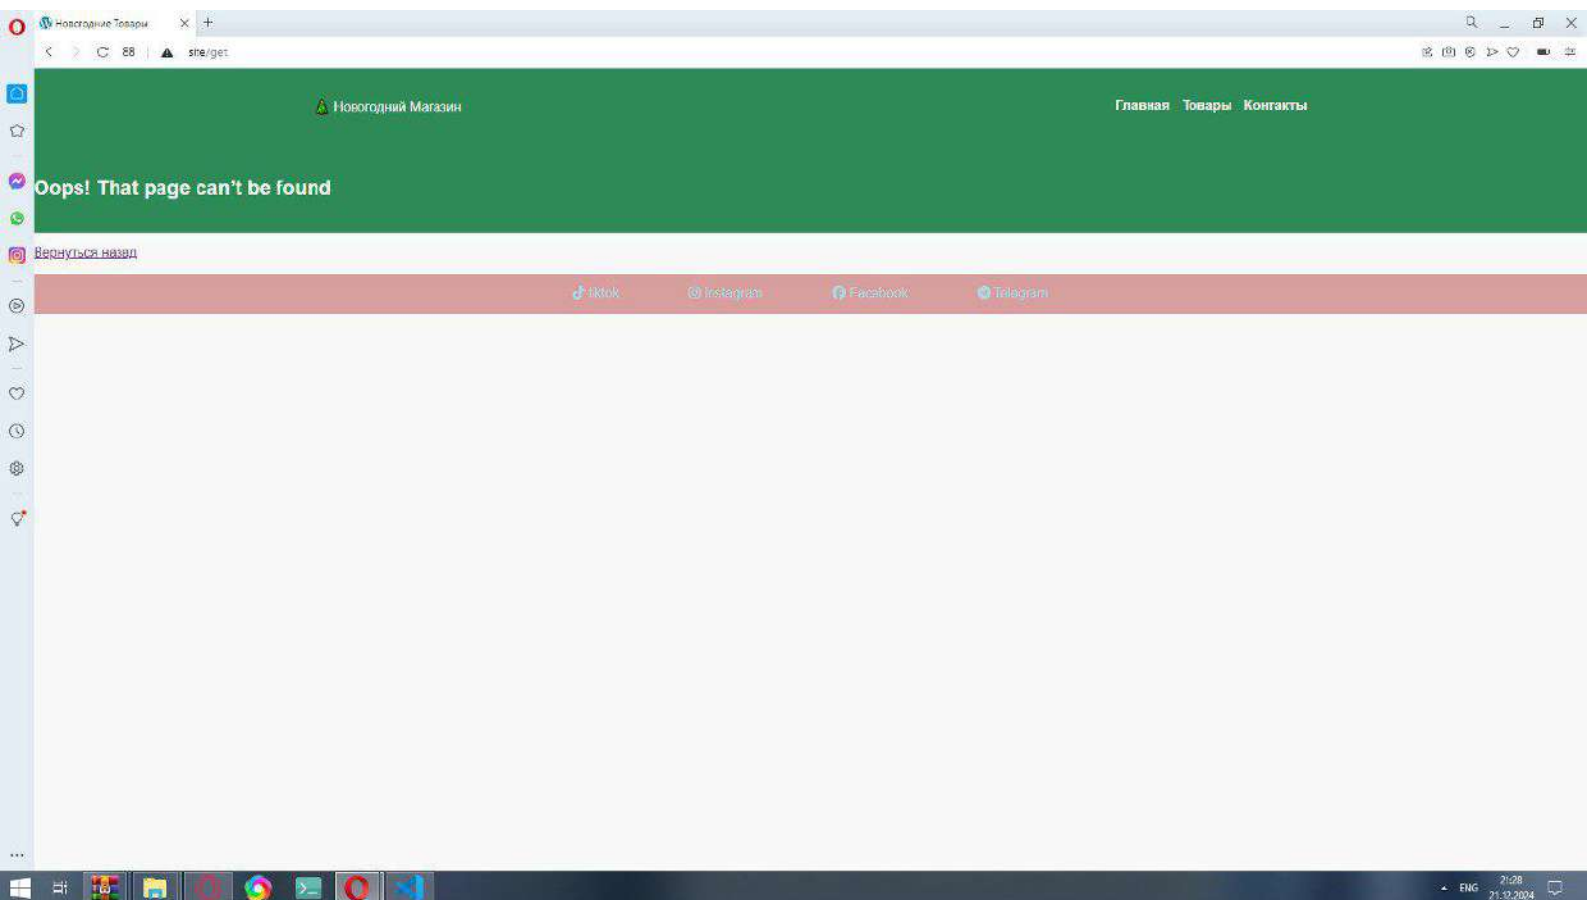 Новогодние Товары
site/get
Новогодний Магазин
Главная Товары Контакты
Oops! That page can't be found
Вернуться назад
tiktok Instagram Facebook Telegram
ENG
21:28
21.12.2024